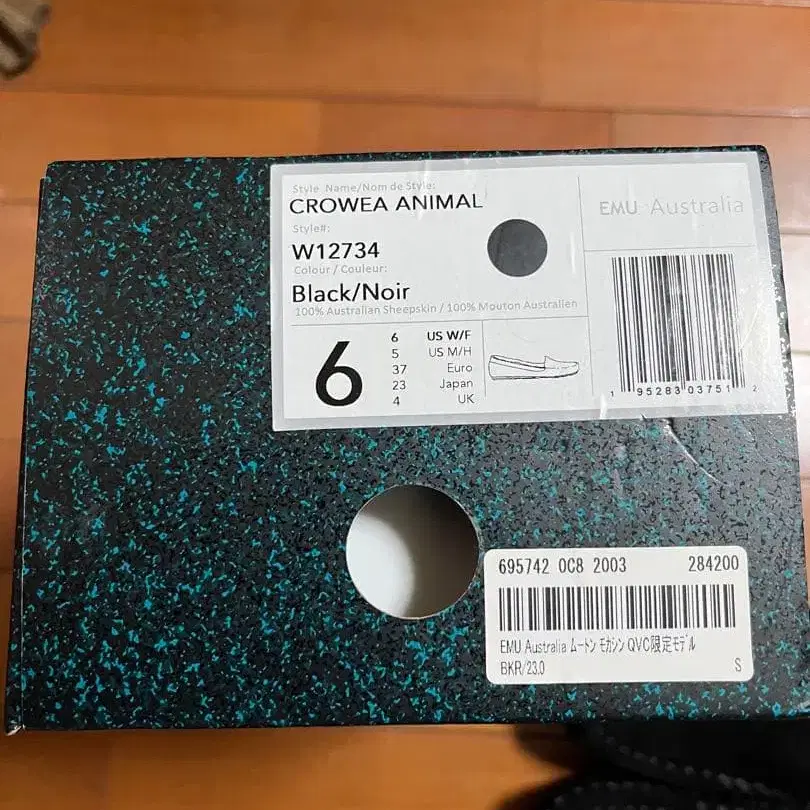 Style Name/Nom de Style:
CROWEA ANIMAL
Style#:
W12734
Colour / Couleur:
Black/Noir
100% Australian Sheepskin / 100% Mouton Australien
EMU Australia
6
6 US W/F
5 US M/H
37 Euro
23 Japan
4 UK
1 95283 03751 2
695742 0C8 2003 284200
EMU Australia ムートン モカシン QVC限定モデル
BKR/23.0 S